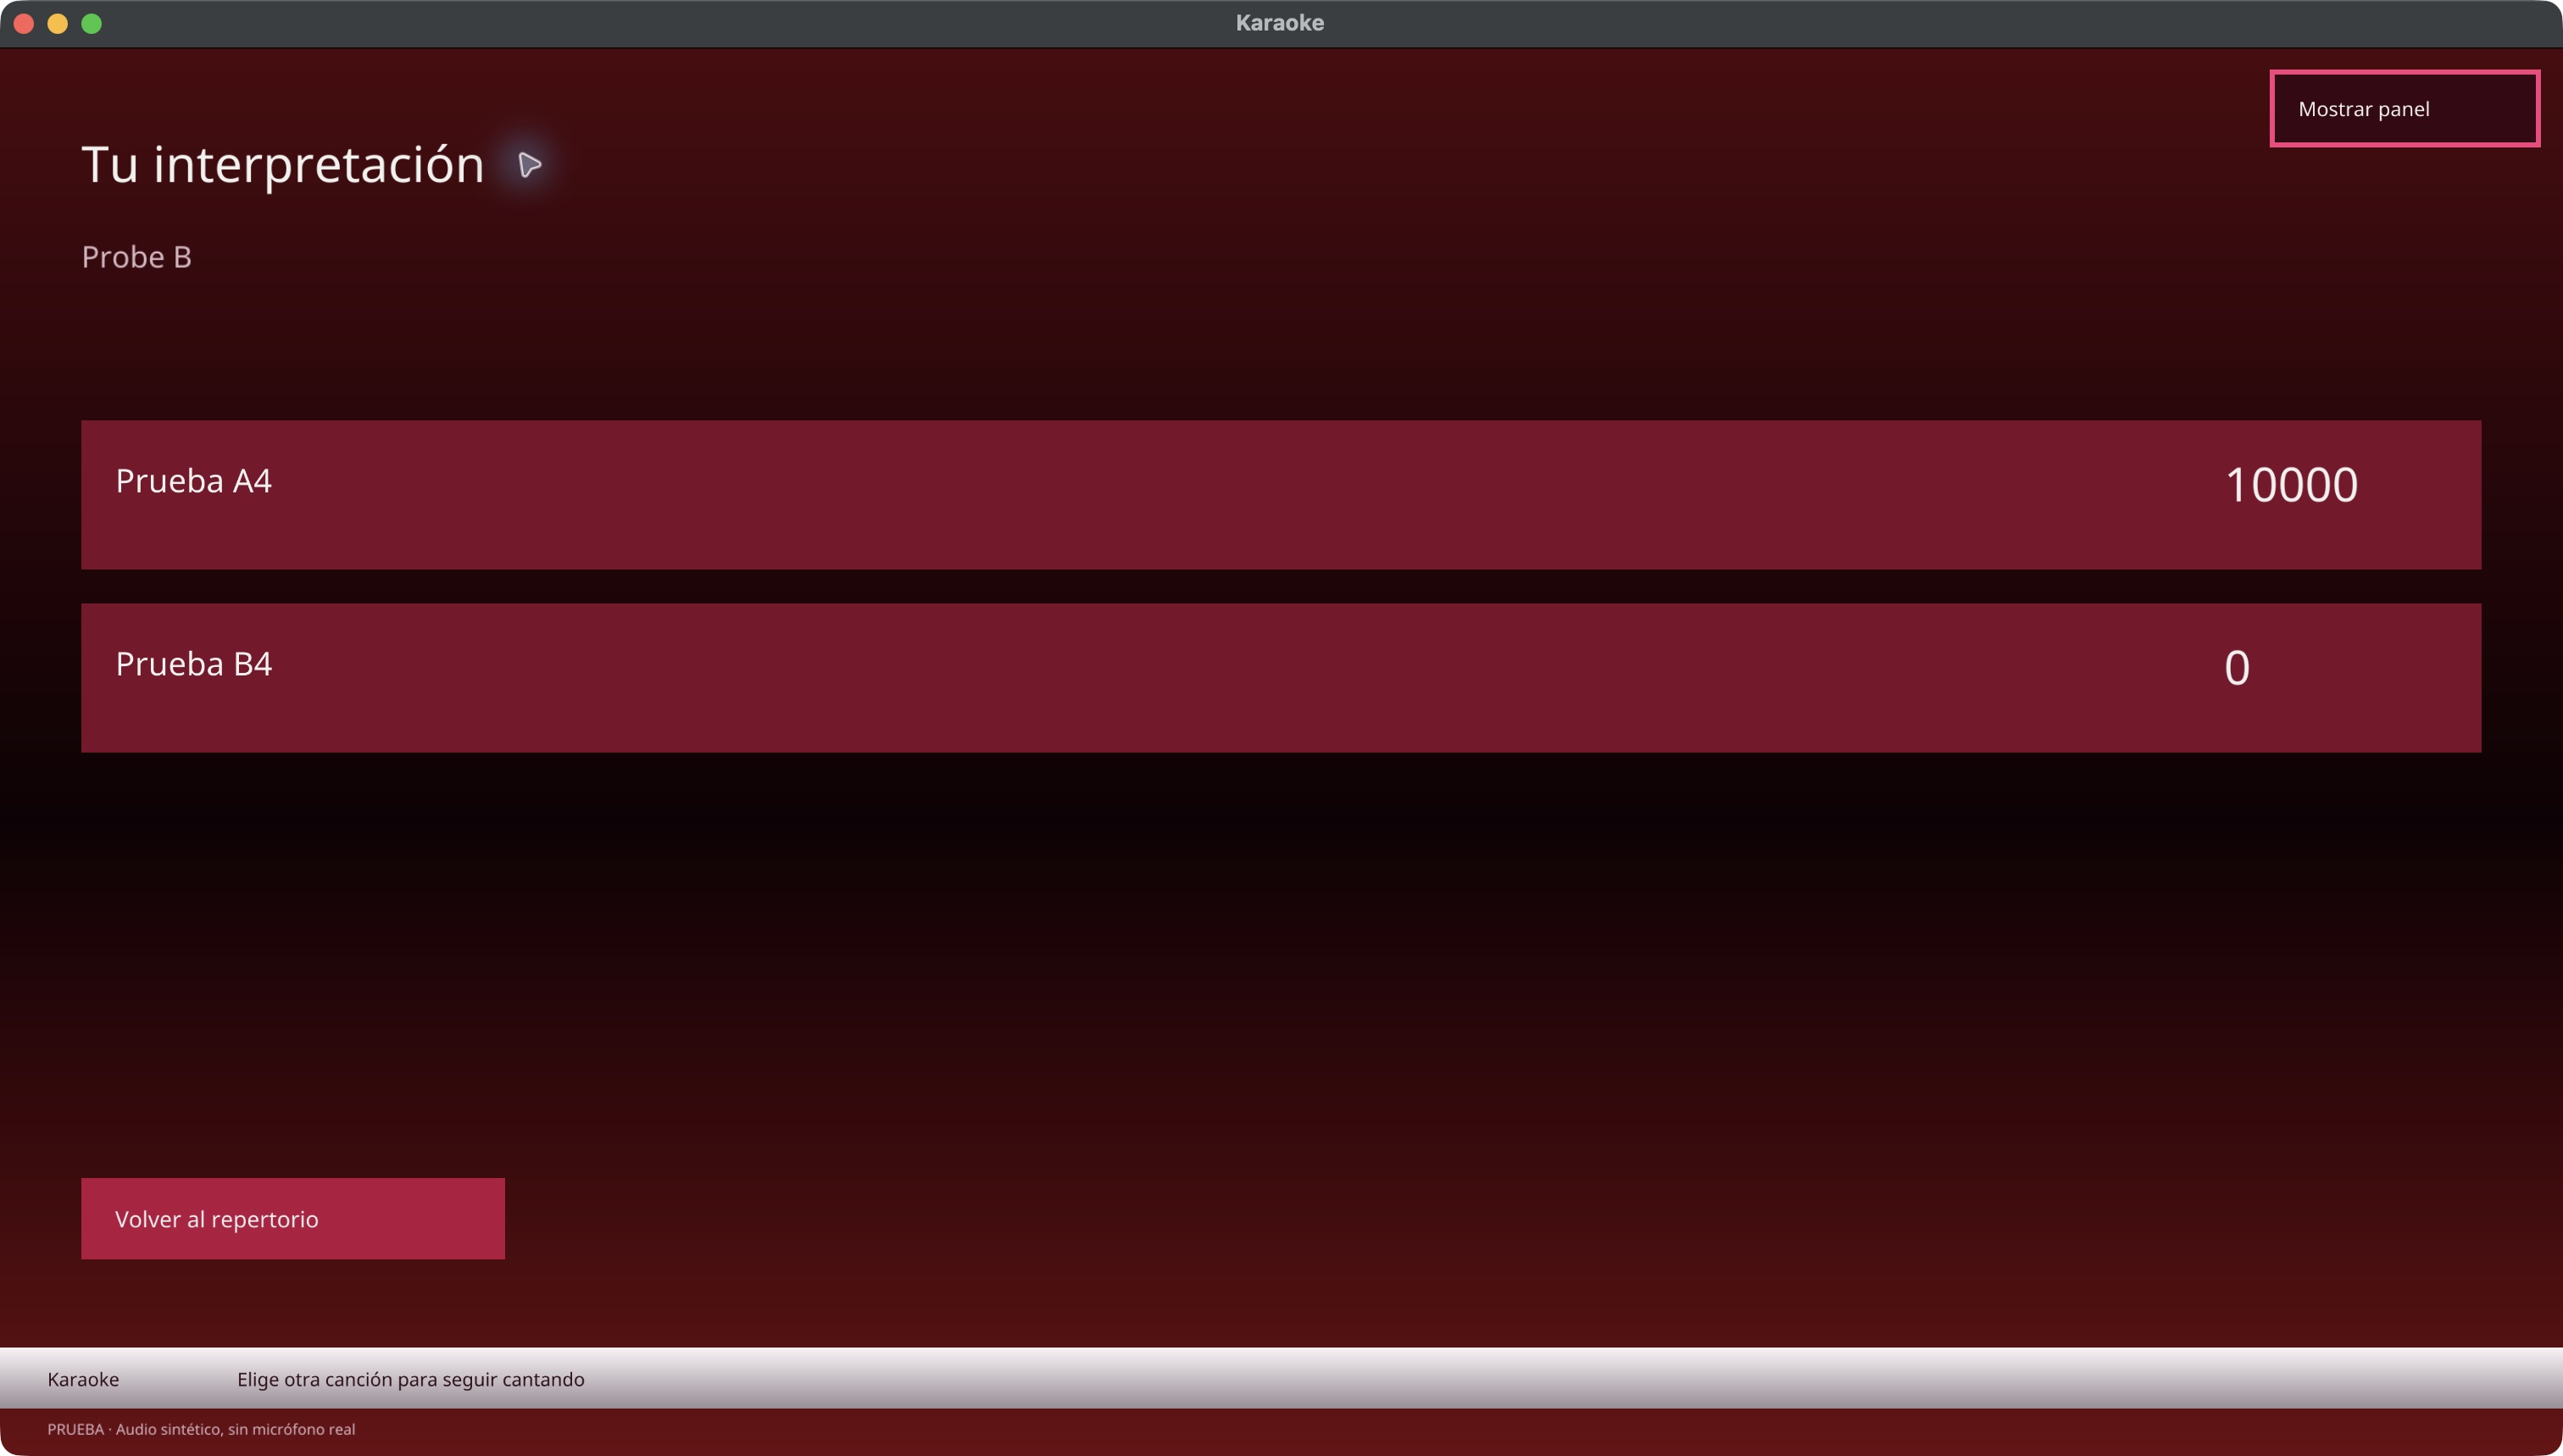 Karaoke
Mostrar panel
Tu interpretación
Probe B
Prueba A4 10000
Prueba B4 0
Volver al repertorio
Karaoke Elige otra canción para seguir cantando
PRUEBA · Audio sintético, sin micrófono real